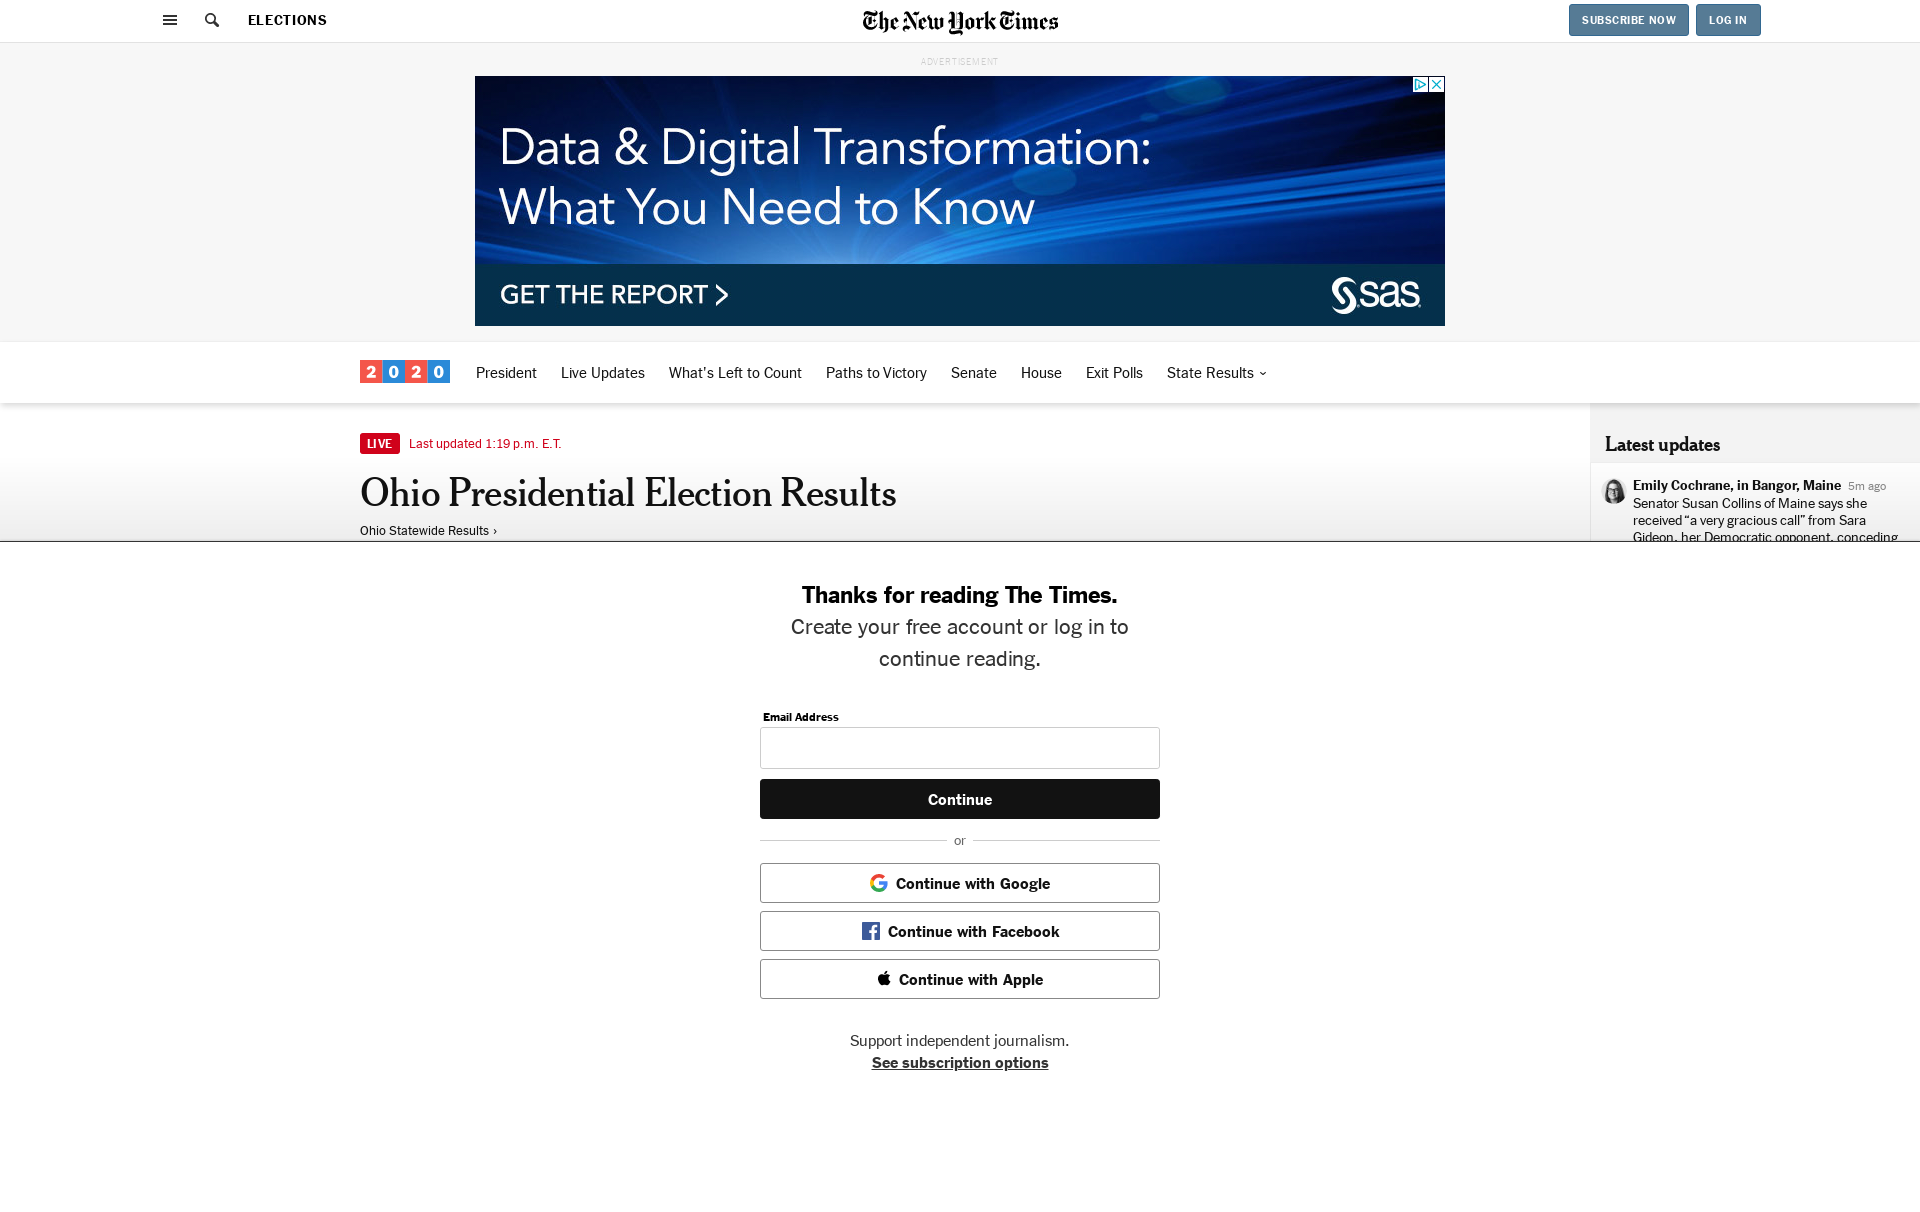 ELECTIONS
The New York Times
SUBSCRIBE NOW
LOG IN
ADVERTISEMENT
Data & Digital Transformation:
What You Need to Know
GET THE REPORT >
sas
2020
President
Live Updates
What's Left to Count
Paths to Victory
Senate
House
Exit Polls
State Results
LIVE
Last updated 1:19 p.m. E.T.
Ohio Presidential Election Results
Ohio Statewide Results ›
Latest updates
Emily Cochrane, in Bangor, Maine 5m ago
Senator Susan Collins of Maine says she
received “a very gracious call” from Sara
Gideon, her Democratic opponent, conceding
Thanks for reading The Times.
Create your free account or log in to
continue reading.
Email Address
Continue
or
Continue with Google
Continue with Facebook
Continue with Apple
Support independent journalism.
See subscription options